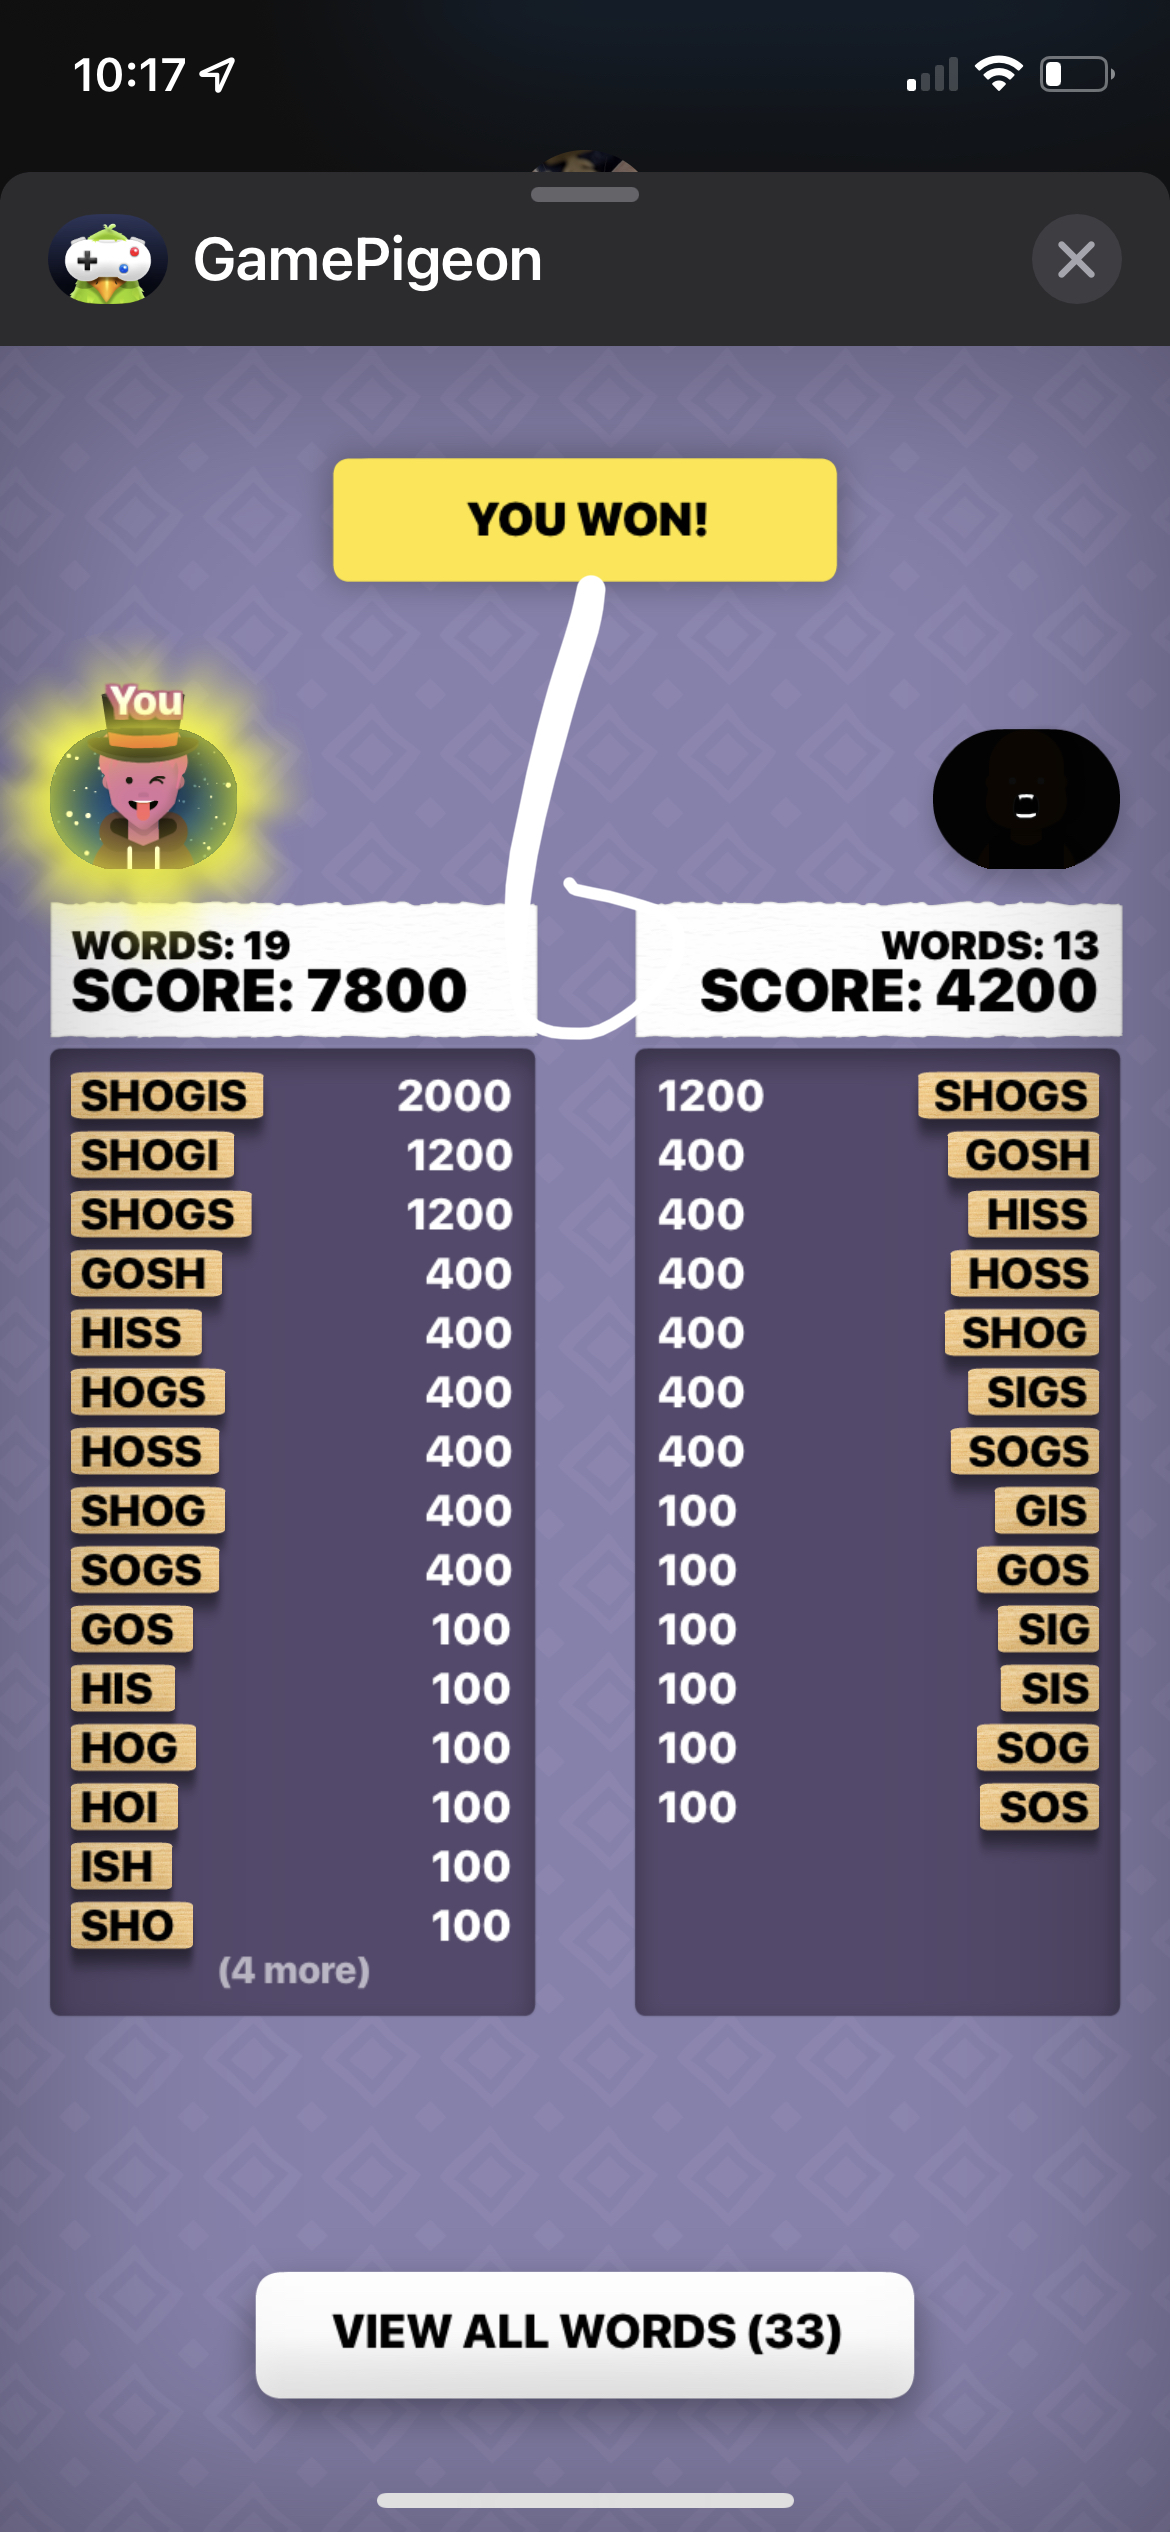 10:17
GamePigeon
YOU WON!
You
WORDS: 19
SCORE: 7800
WORDS: 13
SCORE: 4200
SHOGIS 2000
SHOGI 1200
SHOGS 1200
GOSH 400
HISS 400
HOGS 400
HOSS 400
SHOG 400
SOGS 400
GOS 100
HIS 100
HOG 100
HOI 100
ISH 100
SHO 100
(4 more)
1200 SHOGS
400 GOSH
400 HISS
400 HOSS
400 SHOG
400 SIGS
400 SOGS
100 GIS
100 GOS
100 SIG
100 SIS
100 SOG
100 SOS
VIEW ALL WORDS (33)